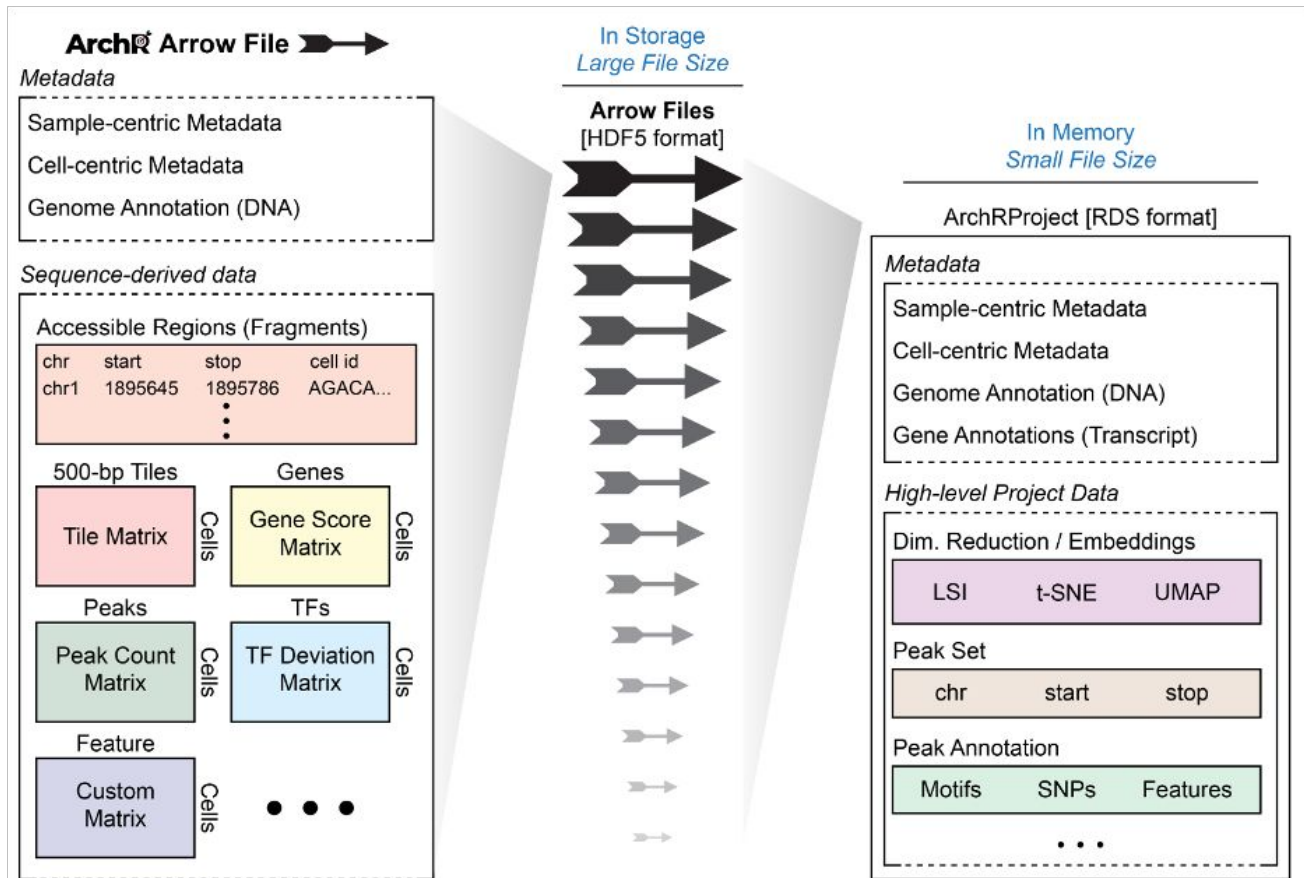 ArchR Arrow File
Metadata
Sample-centric Metadata
Cell-centric Metadata
Genome Annotation (DNA)
Sequence-derived data
Accessible Regions (Fragments)
chr start stop cell id
chr1 1895645 1895786 AGACA...
500-bp Tiles
Tile Matrix
Cells
Genes
Gene Score
Matrix
Cells
Peaks
Peak Count
Matrix
Cells
TFs
TF Deviation
Matrix
Cells
Feature
Custom
Matrix
Cells
In Storage
Large File Size
Arrow Files
[HDF5 format]
In Memory
Small File Size
ArchRProject [RDS format]
Metadata
Sample-centric Metadata
Cell-centric Metadata
Genome Annotation (DNA)
Gene Annotations (Transcript)
High-level Project Data
Dim. Reduction / Embeddings
LSI t-SNE UMAP
Peak Set
chr start stop
Peak Annotation
Motifs SNPs Features